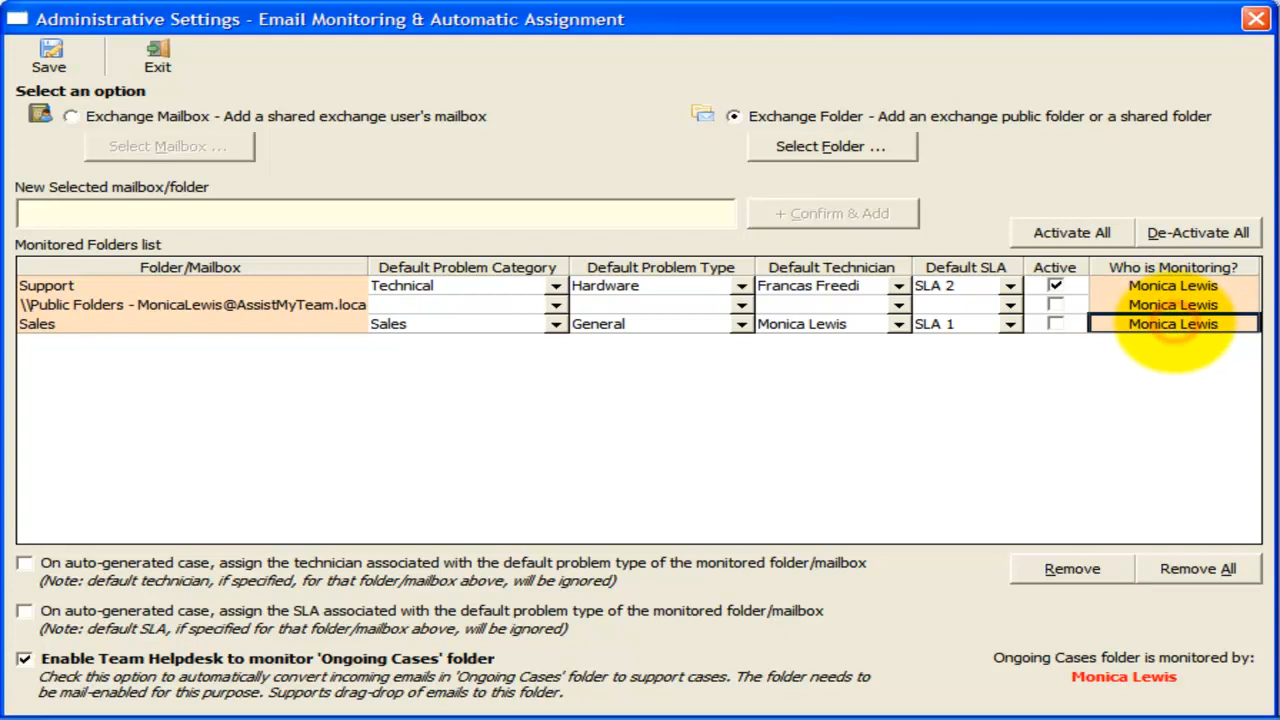 Administrative Settings - Email Monitoring & Automatic Assignment
Save Exit
Select an option
Exchange Mailbox - Add a shared exchange user's mailbox
Exchange Folder - Add an exchange public folder or a shared folder
Select Mailbox ...
Select Folder ...
New Selected mailbox/folder
+ Confirm & Add
Activate All De-Activate All
Monitored Folders list
Folder/Mailbox Default Problem Category Default Problem Type Default Technician Default SLA Active Who is Monitoring?
Support Technical Hardware Francas Freedi SLA 2 Monica Lewis
\\Public Folders - MonicaLewis@AssistMyTeam.loca Monica Lewis
Sales Sales General Monica Lewis SLA 1 Monica Lewis
On auto-generated case, assign the technician associated with the default problem type of the monitored folder/mailbox
(Note: default technician, if specified, for that folder/mailbox above, will be ignored)
Remove Remove All
On auto-generated case, assign the SLA associated with the default problem type of the monitored folder/mailbox
(Note: default SLA, if specified for that folder/mailbox above, will be ignored)
Enable Team Helpdesk to monitor 'Ongoing Cases' folder
Check this option to automatically convert incoming emails in 'Ongoing Cases' folder to support cases. The folder needs to
be mail-enabled for this purpose. Supports drag-drop of emails to this folder.
Ongoing Cases folder is monitored by:
Monica Lewis